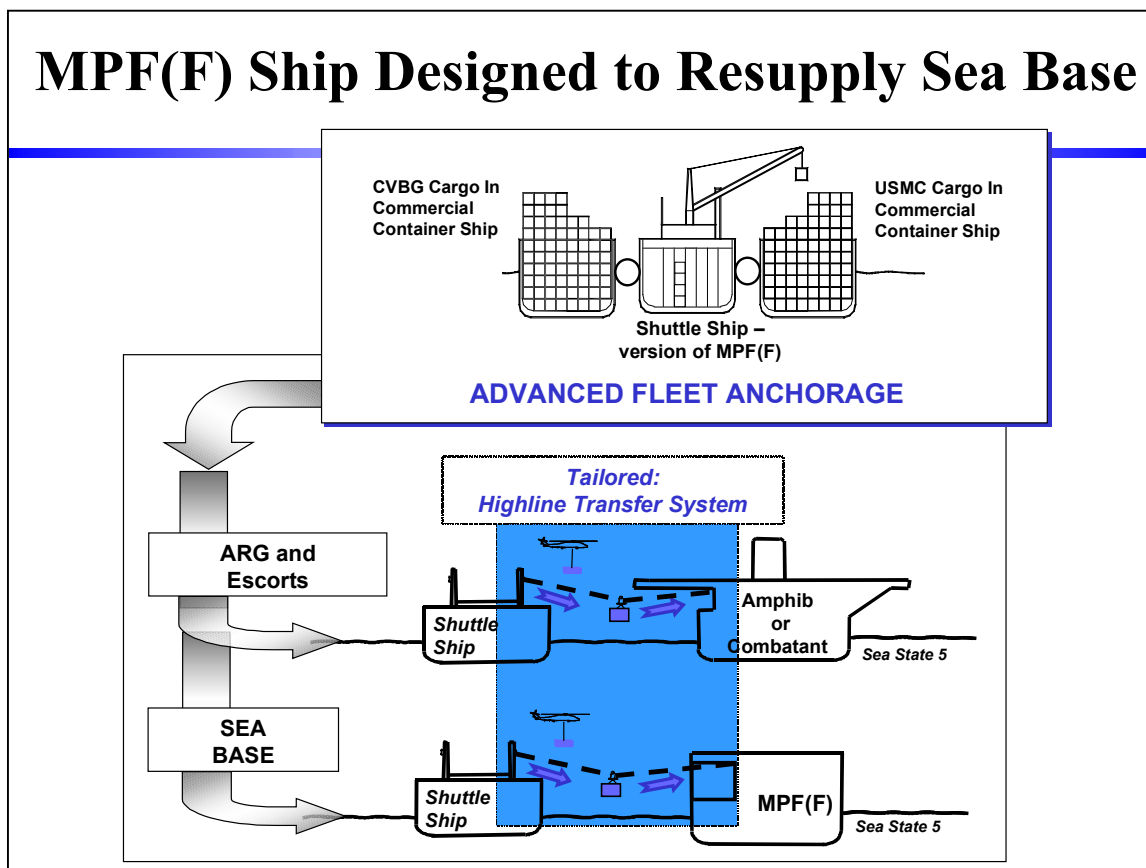 MPF(F) Ship Designed to Resupply Sea Base
CVBG Cargo In
Commercial
Container Ship
USMC Cargo In
Commercial
Container Ship
Shuttle Ship –
version of MPF(F)
ADVANCED FLEET ANCHORAGE
Tailored:
Highline Transfer System
ARG and
Escorts
Shuttle
Ship
Amphib
or
Combatant
Sea State 5
SEA
BASE
Shuttle
Ship
MPF(F)
Sea State 5